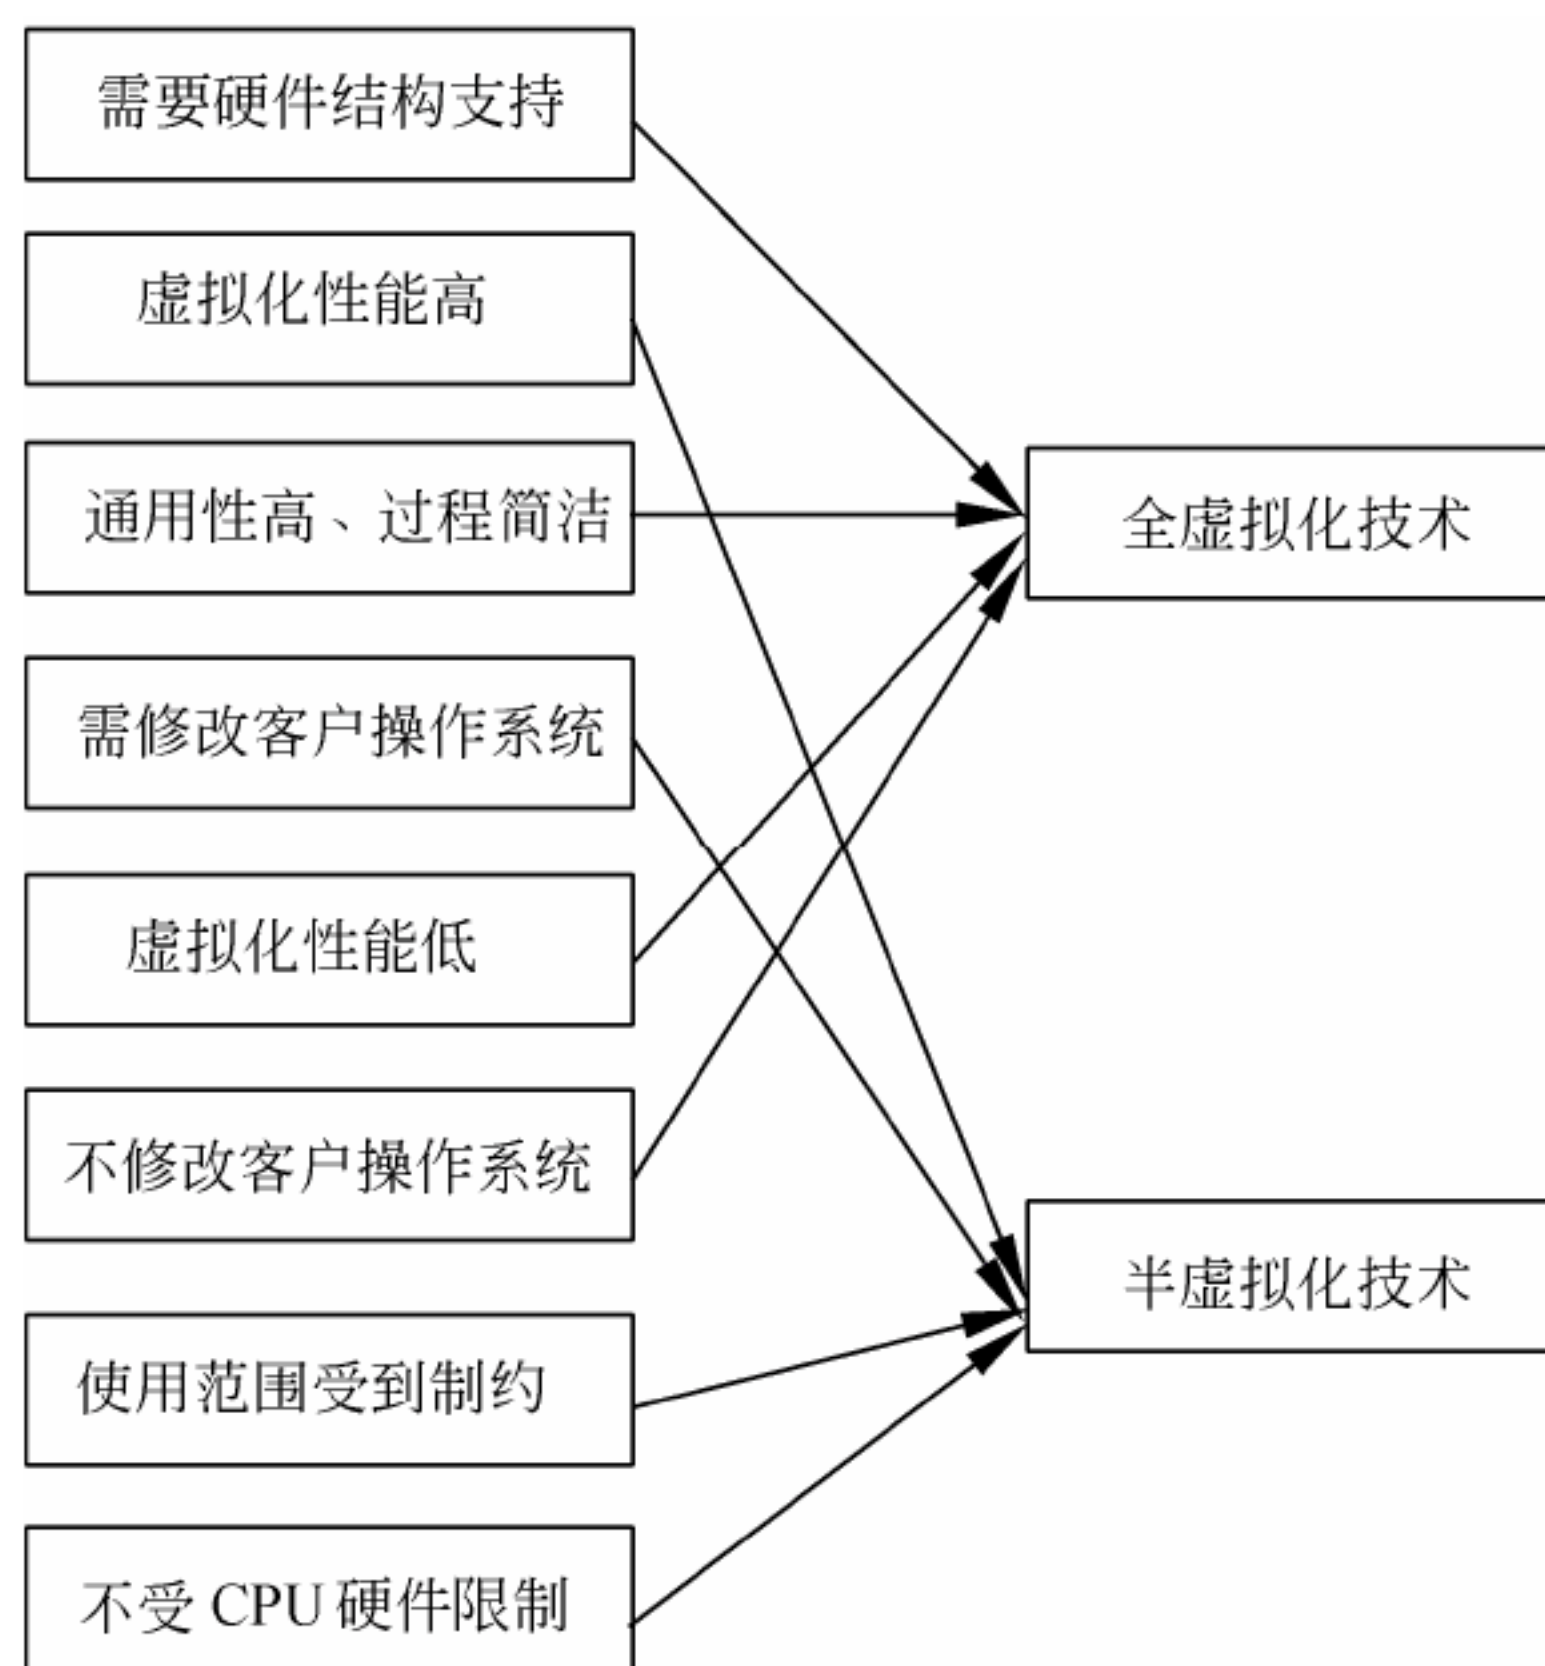 需要硬件结构支持
虚拟化性能高
通用性高、过程简洁
全虚拟化技术
需修改客户操作系统
虚拟化性能低
不修改客户操作系统
半虚拟化技术
使用范围受到制约
不受 CPU 硬件限制